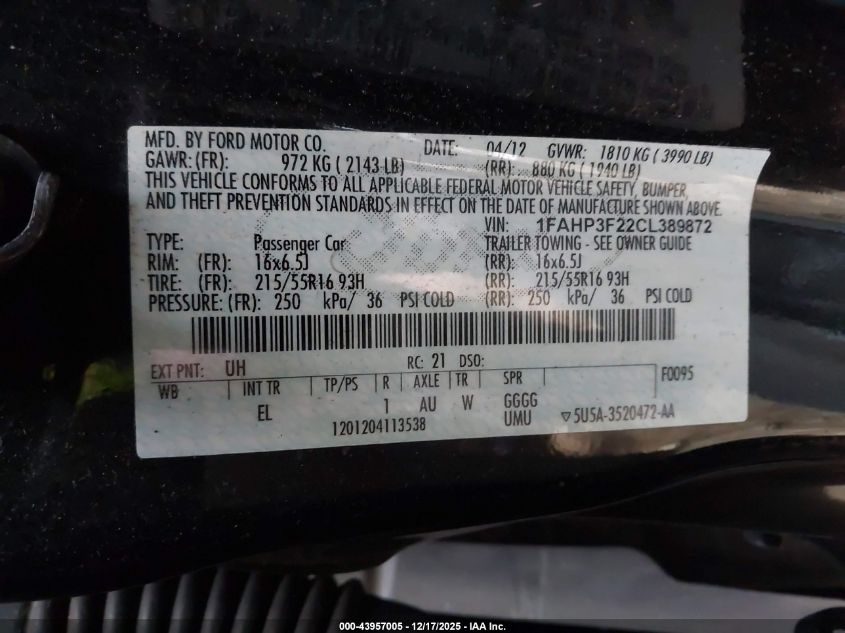 MFD. BY FORD MOTOR CO. DATE: 04/12 GVWR: 1810 KG ( 3990 LB)
GAWR: (FR): 972 KG ( 2143 LB) (RR): 880 KG ( 1940 LB)
THIS VEHICLE CONFORMS TO ALL APPLICABLE FEDERAL MOTOR VEHICLE SAFETY, BUMPER,
AND THEFT PREVENTION STANDARDS IN EFFECT ON THE DATE OF MANUFACTURE SHOWN ABOVE.
VIN: 1FAHP3F22CL389872
TYPE: Passenger Car TRAILER TOWING - SEE OWNER GUIDE
RIM: (FR): 16x6.5J (RR): 16x6.5J
TIRE: (FR): 215/55R16 93H (RR): 215/55R16 93H
PRESSURE: (FR): 250 kPa/ 36 PSI COLD (RR): 250 kPa/ 36 PSI COLD
EXT PNT: UH RC: 21 DSO: F0095
WB INT TR TP/PS R AXLE TR SPR
EL 1 AU W GGGG
1201204113538 UMU ▽5U5A-3520472-AA
000-43957005 - 12/17/2025 - IAA Inc.